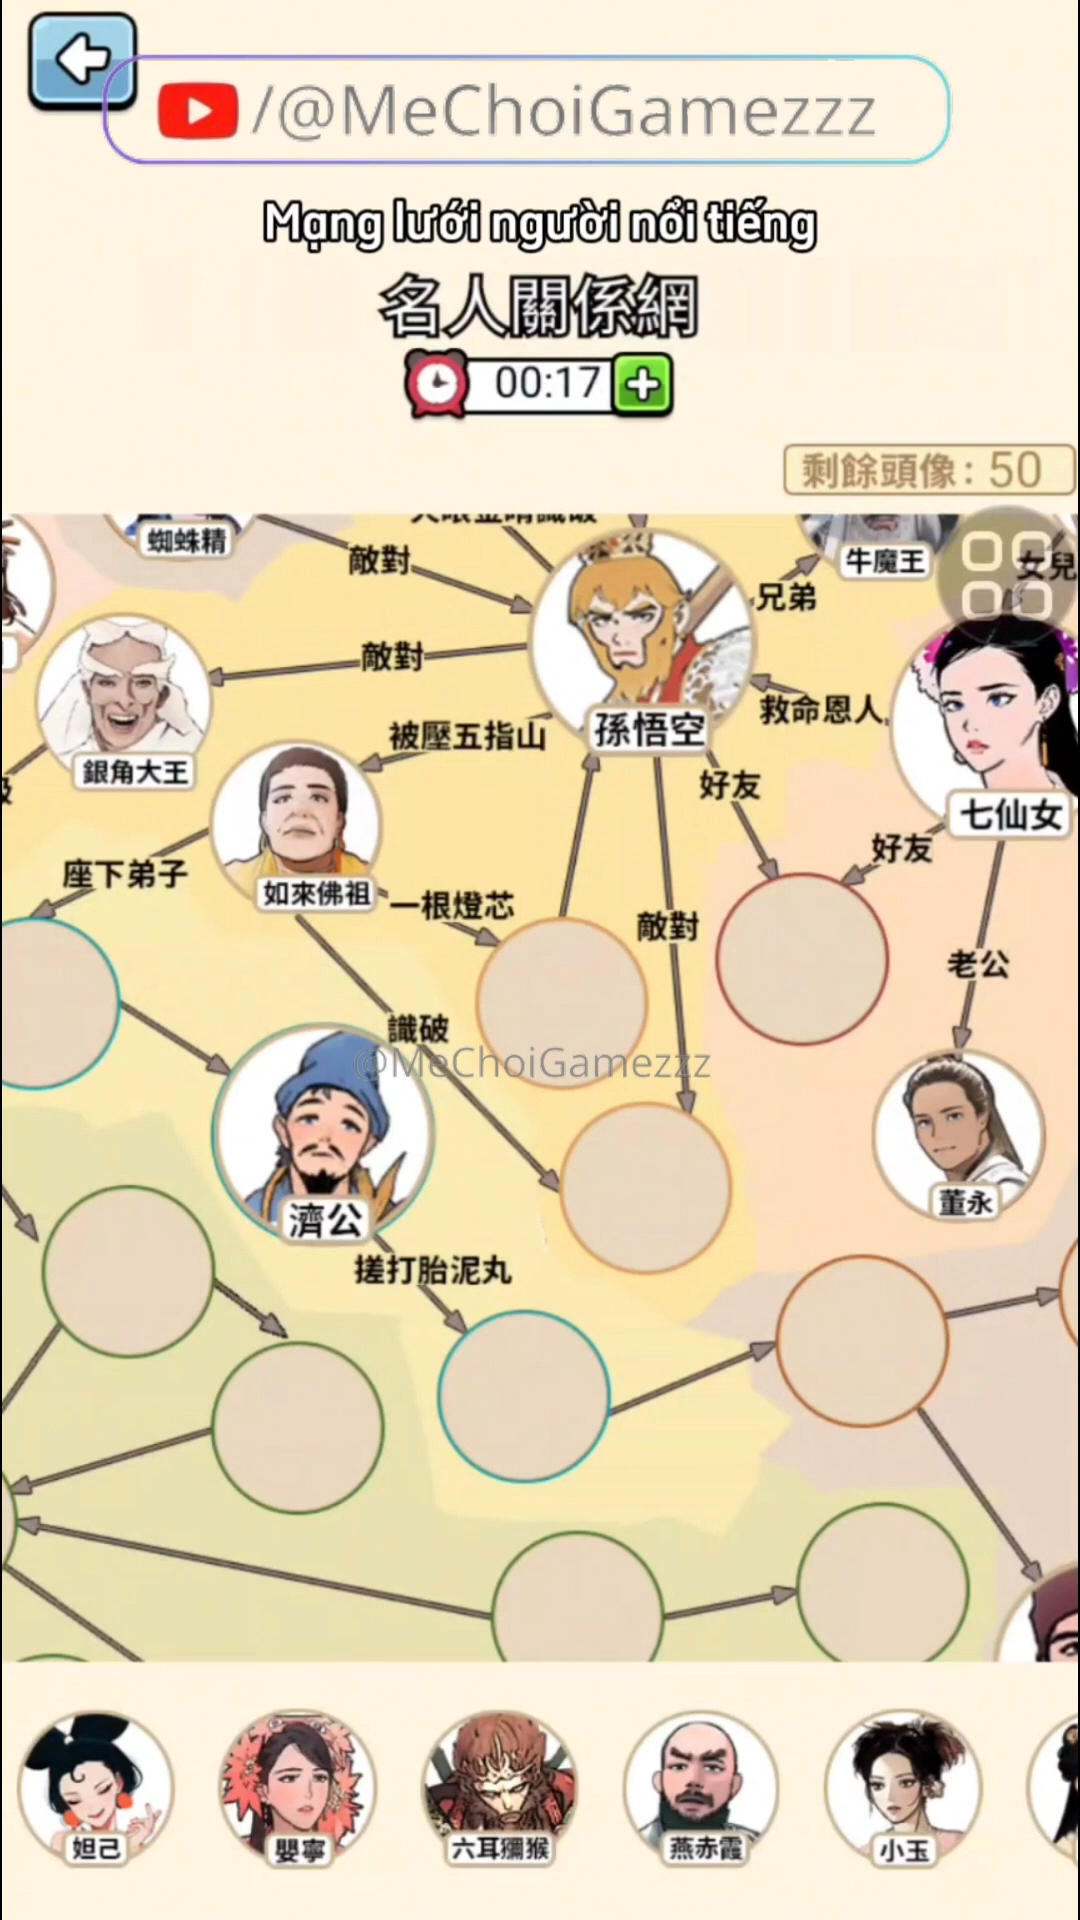 /@MeChoiGamezzz
Mạng lưới người nổi tiếng
名人關係網
00:17
剩餘頭像：50
蜘蛛精
敵對
牛魔王
女兒
兄弟
敵對
孫悟空
救命恩人
被壓五指山
銀角大王
好友
七仙女
好友
座下弟子
如來佛祖
一根燈芯
敵對
老公
識破
@MeChoiGamezzz
董永
濟公
搓打胎泥丸
妲己
嬰寧
六耳獼猴
燕赤霞
小玉